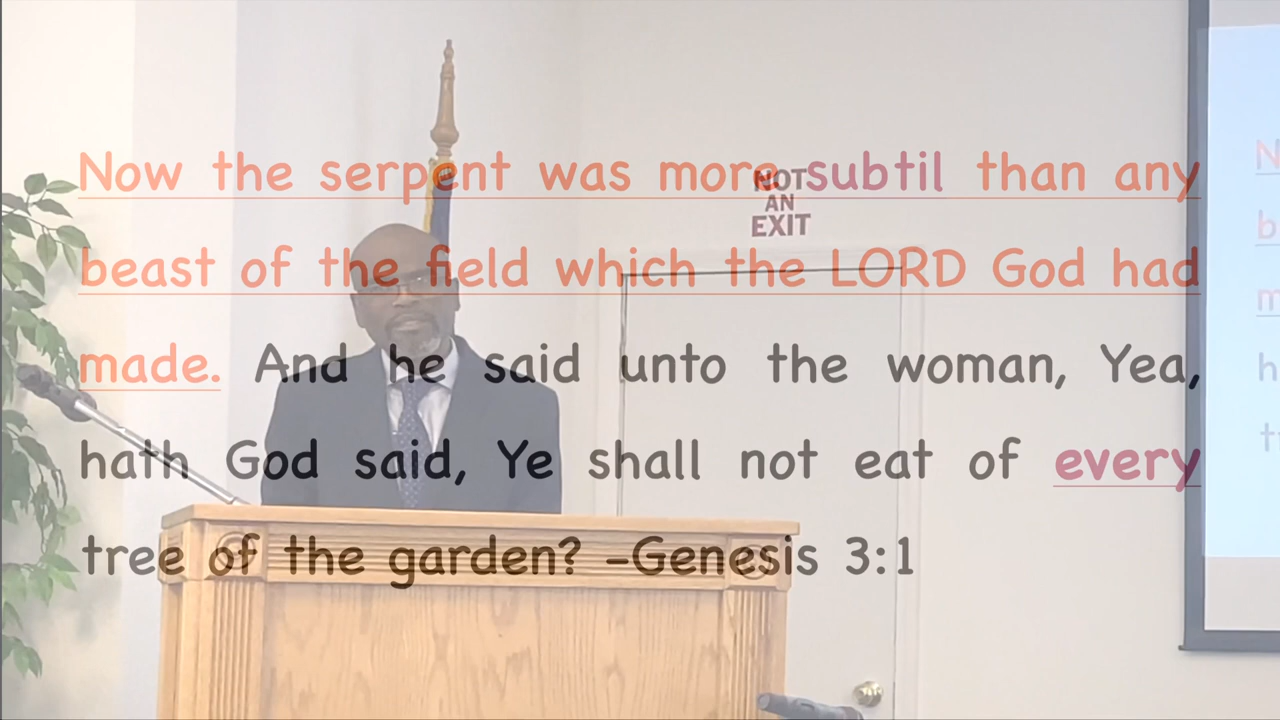 Now the serpent was more subtil than any
beast of the field which the LORD God had
made. And he said unto the woman, Yea,
hath God said, Ye shall not eat of every
tree of the garden? –Genesis 3:1
NOT
AN
EXIT
N
b
m
h
t